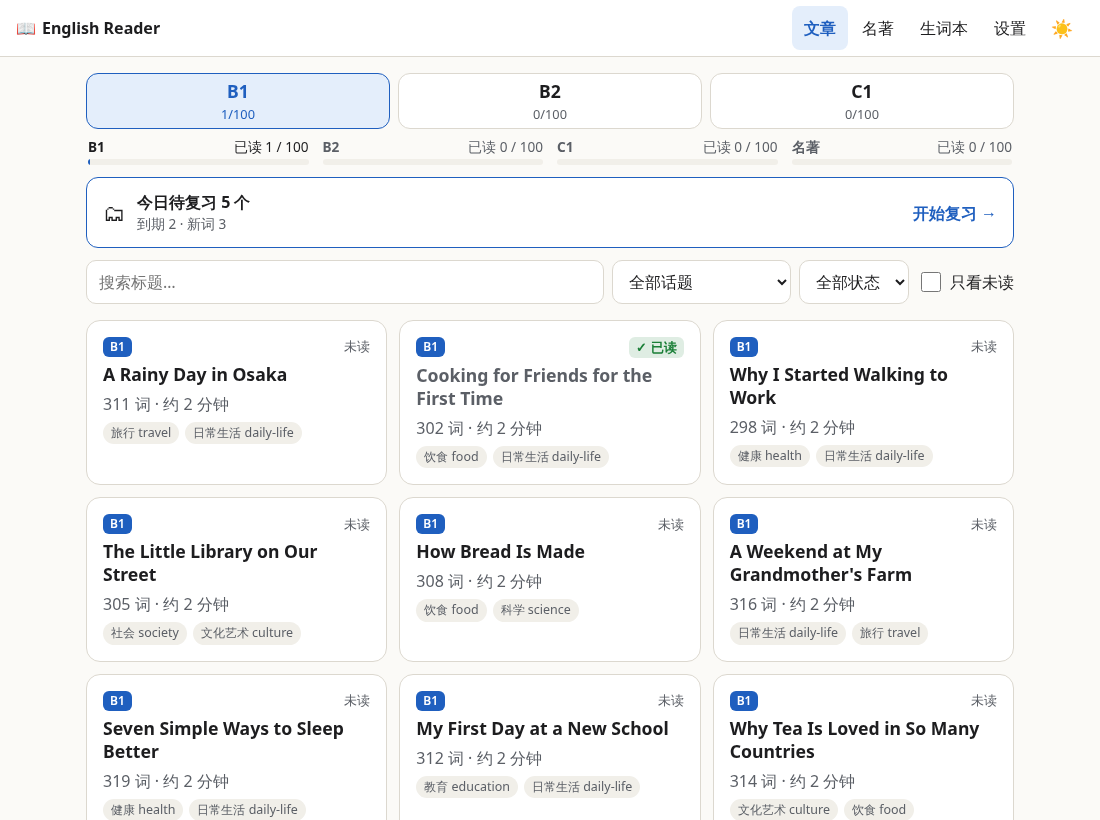 📖 English Reader
文章
名著
生词本
设置
B1
1/100
B2
0/100
C1
0/100
B1 已读 1 / 100
B2 已读 0 / 100
C1 已读 0 / 100
名著 已读 0 / 100
今日待复习 5 个
到期 2 · 新词 3
开始复习 →
搜索标题...
全部话题
全部状态
只看未读
B1 未读
A Rainy Day in Osaka
311 词 · 约 2 分钟
旅行 travel 日常生活 daily-life
B1 ✓ 已读
Cooking for Friends for the
First Time
302 词 · 约 2 分钟
饮食 food 日常生活 daily-life
B1 未读
Why I Started Walking to
Work
298 词 · 约 2 分钟
健康 health 日常生活 daily-life
B1 未读
The Little Library on Our
Street
305 词 · 约 2 分钟
社会 society 文化艺术 culture
B1 未读
How Bread Is Made
308 词 · 约 2 分钟
饮食 food 科学 science
B1 未读
A Weekend at My
Grandmother's Farm
316 词 · 约 2 分钟
日常生活 daily-life 旅行 travel
B1 未读
Seven Simple Ways to Sleep
Better
319 词 · 约 2 分钟
健康 health 日常生活 daily-life
B1 未读
My First Day at a New School
312 词 · 约 2 分钟
教育 education 日常生活 daily-life
B1 未读
Why Tea Is Loved in So Many
Countries
314 词 · 约 2 分钟
文化艺术 culture 饮食 food